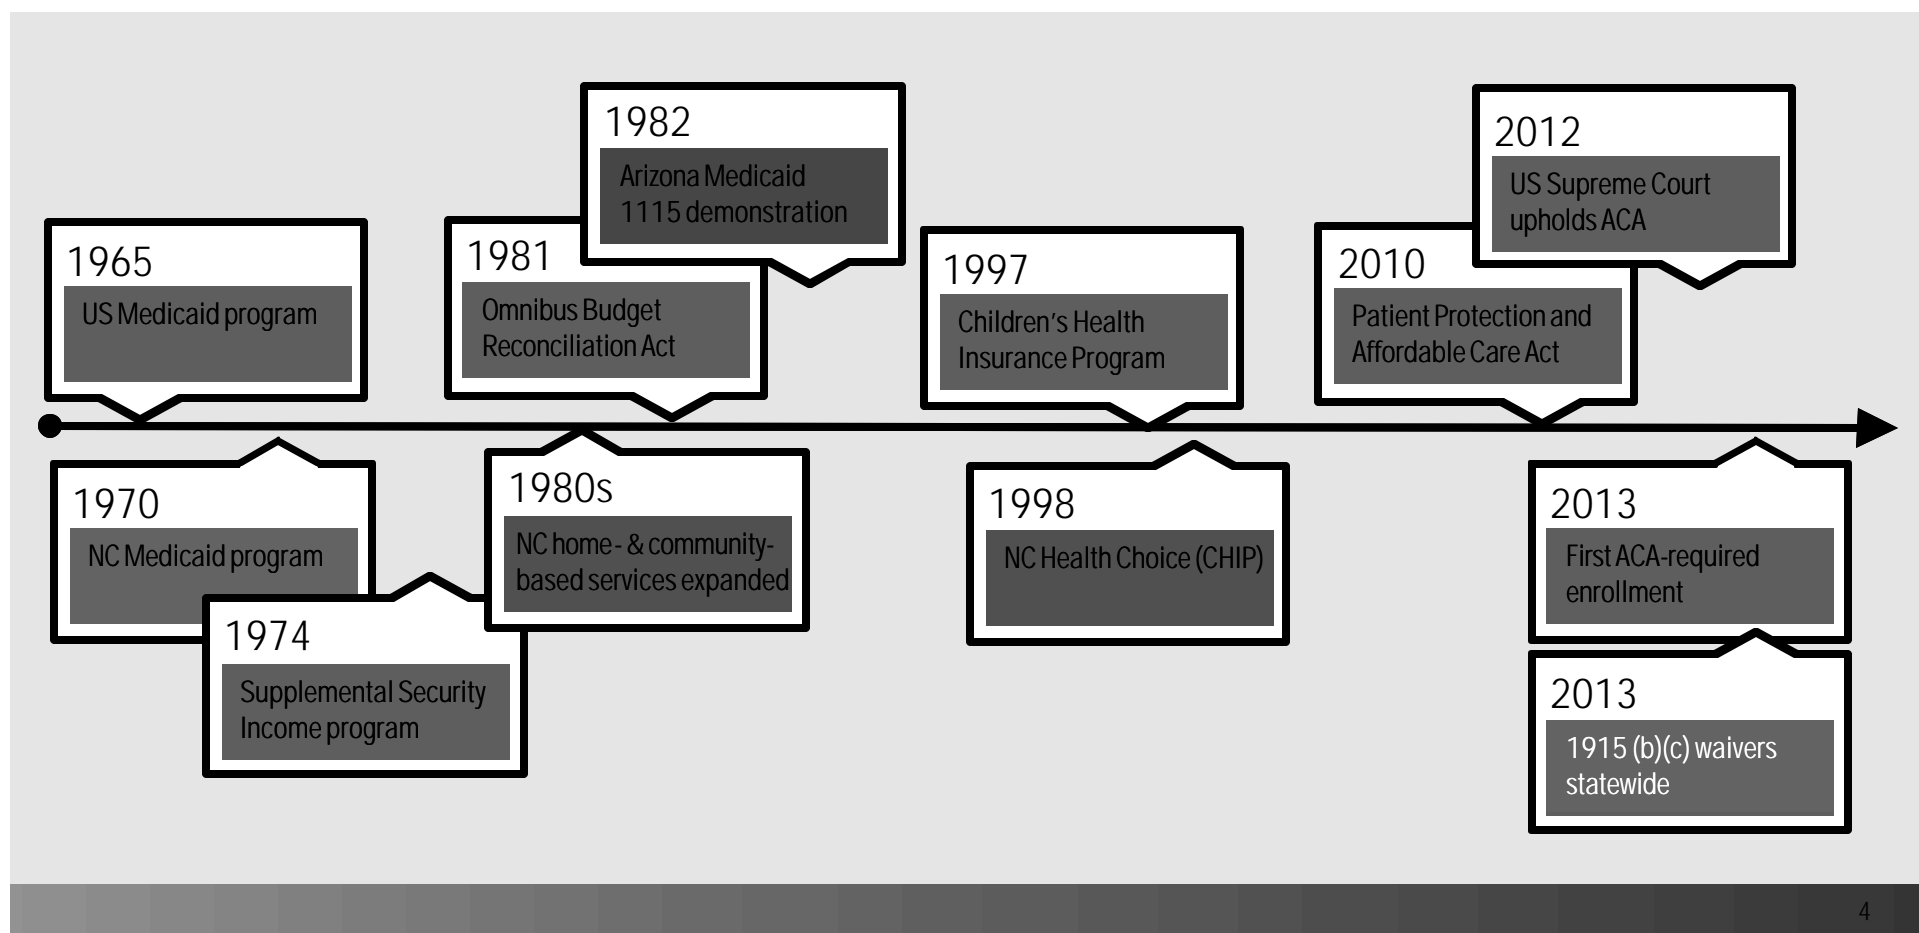 1965
US Medicaid program
1970
NC Medicaid program
1974
Supplemental Security
Income program
1981
Omnibus Budget
Reconciliation Act
1982
Arizona Medicaid
1115 demonstration
1980s
NC home- & community-
based services expanded
1997
Children's Health
Insurance Program
1998
NC Health Choice (CHIP)
2010
Patient Protection and
Affordable Care Act
2012
US Supreme Court
upholds ACA
2013
First ACA-required
enrollment
2013
1915 (b)(c) waivers
statewide
4